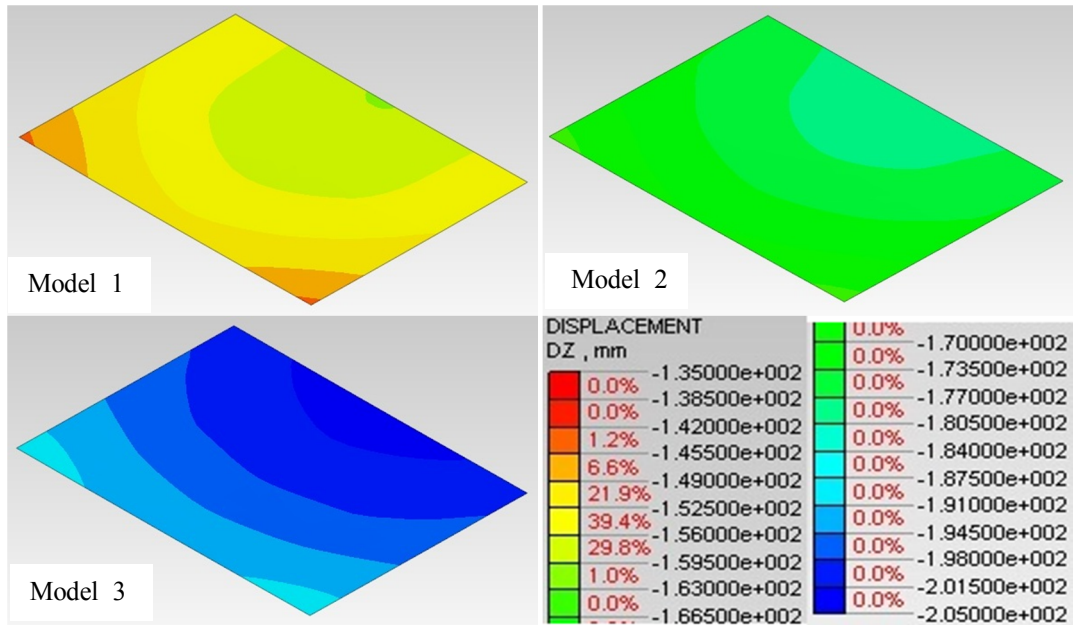 Model 1
Model 2
Model 3
DISPLACEMENT
DZ , mm
-1.35000e+002
0.0%
-1.38500e+002
0.0%
-1.42000e+002
1.2%
-1.45500e+002
6.6%
-1.49000e+002
21.9%
-1.52500e+002
39.4%
-1.56000e+002
29.8%
-1.59500e+002
1.0%
-1.63000e+002
0.0%
-1.66500e+002
0.0%
-1.70000e+002
0.0%
-1.73500e+002
0.0%
-1.77000e+002
0.0%
-1.80500e+002
0.0%
-1.84000e+002
0.0%
-1.87500e+002
0.0%
-1.91000e+002
0.0%
-1.94500e+002
0.0%
-1.98000e+002
0.0%
-2.01500e+002
0.0%
-2.05000e+002